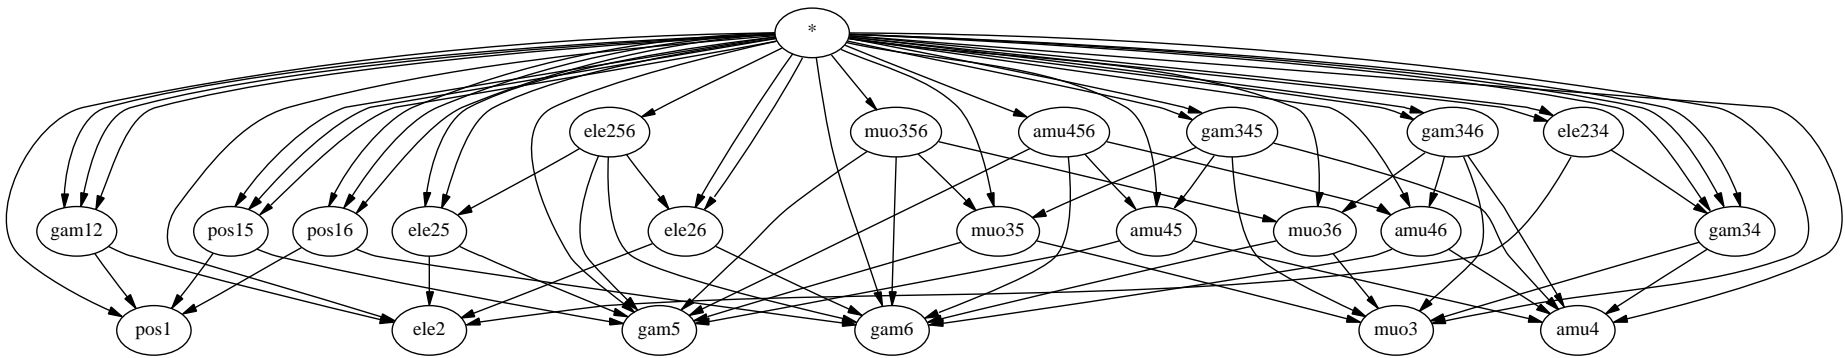 *
ele256 muo356 amu456 gam345 gam346 ele234
gam12 pos15 pos16 ele25 ele26 muo35 amu45 muo36 amu46 gam34
pos1 ele2 gam5 gam6 muo3 amu4